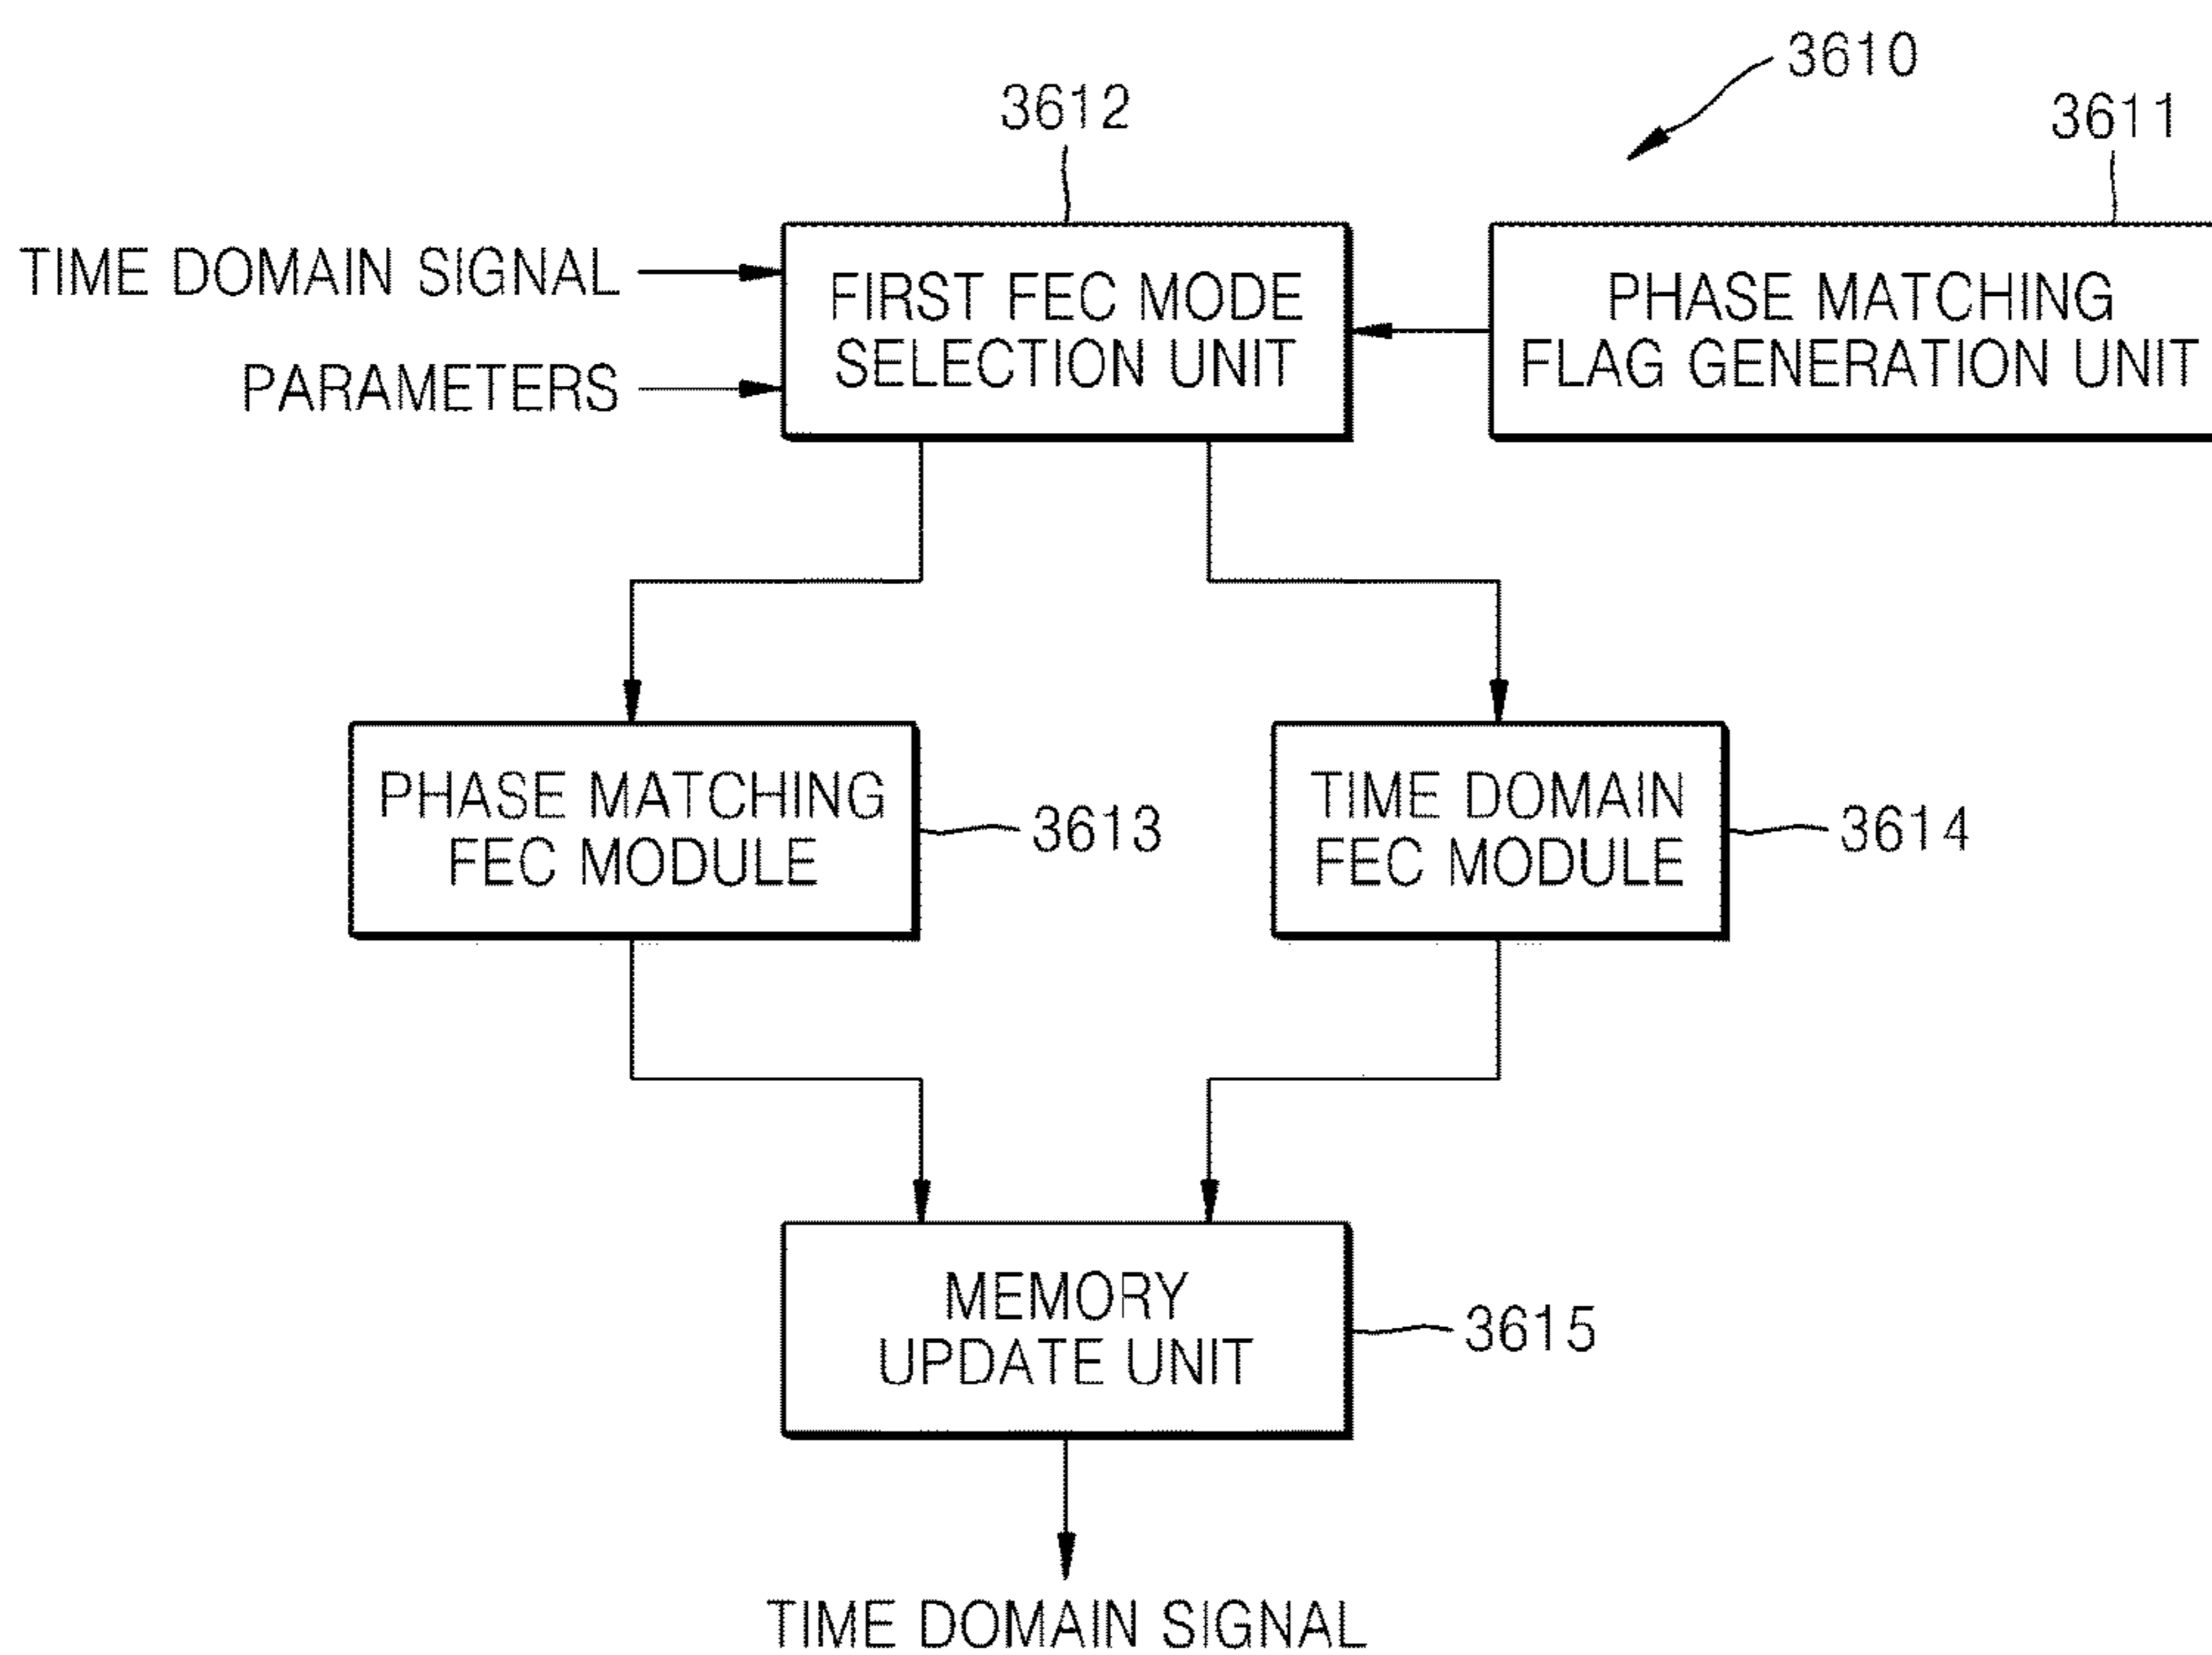 3610
3612
3611
TIME DOMAIN SIGNAL
PARAMETERS
FIRST FEC MODE
SELECTION UNIT
PHASE MATCHING
FLAG GENERATION UNIT
PHASE MATCHING
FEC MODULE
3613
TIME DOMAIN
FEC MODULE
3614
MEMORY
UPDATE UNIT
3615
TIME DOMAIN SIGNAL